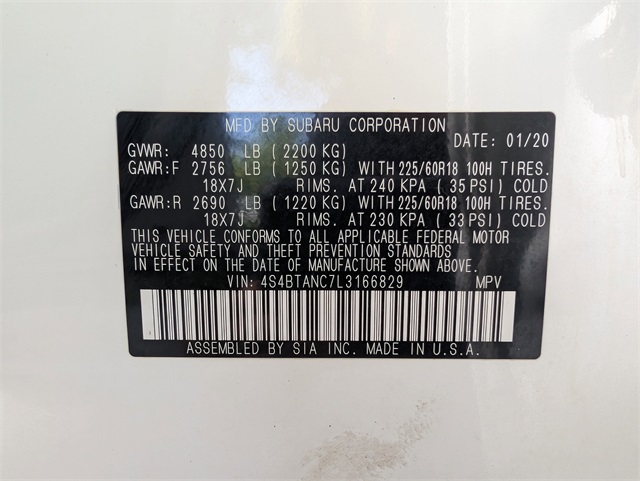 MFD BY SUBARU CORPORATION
DATE: 01/20
GVWR: 4850 LB (2200 KG)
GAWR:F 2756 LB (1250 KG) WITH 225/60R18 100H TIRES.
18X7J RIMS. AT 240 KPA (35 PSI) COLD
GAWR:R 2690 LB (1220 KG) WITH 225/60R18 100H TIRES.
18X7J RIMS. AT 230 KPA (33 PSI) COLD
THIS VEHICLE CONFORMS TO ALL APPLICABLE FEDERAL MOTOR
VEHICLE SAFETY AND THEFT PREVENTION STANDARDS
IN EFFECT ON THE DATE OF MANUFACTURE SHOWN ABOVE.
VIN: 4S4BTANC7L3166829 MPV
ASSEMBLED BY SIA INC. MADE IN U.S.A.